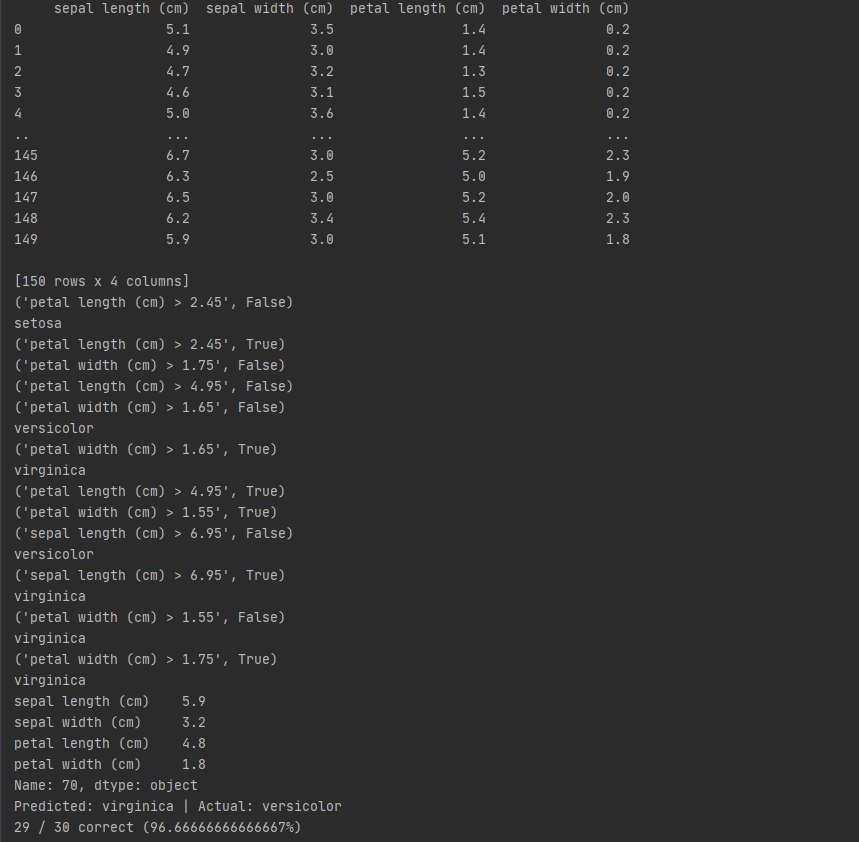 sepal length (cm)  sepal width (cm)  petal length (cm)  petal width (cm)
0                  5.1               3.5                1.4               0.2
1                  4.9               3.0                1.4               0.2
2                  4.7               3.2                1.3               0.2
3                  4.6               3.1                1.5               0.2
4                  5.0               3.6                1.4               0.2
..                 ...               ...                ...               ...
145                6.7               3.0                5.2               2.3
146                6.3               2.5                5.0               1.9
147                6.5               3.0                5.2               2.0
148                6.2               3.4                5.4               2.3
149                5.9               3.0                5.1               1.8

[150 rows x 4 columns]
('petal length (cm) > 2.45', False)
setosa
('petal length (cm) > 2.45', True)
('petal width (cm) > 1.75', False)
('petal length (cm) > 4.95', False)
('petal width (cm) > 1.65', False)
versicolor
('petal width (cm) > 1.65', True)
virginica
('petal length (cm) > 4.95', True)
('petal width (cm) > 1.55', True)
('sepal length (cm) > 6.95', False)
versicolor
('sepal length (cm) > 6.95', True)
virginica
('petal width (cm) > 1.55', False)
virginica
('petal width (cm) > 1.75', True)
virginica
sepal length (cm)    5.9
sepal width (cm)     3.2
petal length (cm)    4.8
petal width (cm)     1.8
Name: 70, dtype: object
Predicted: virginica | Actual: versicolor
29 / 30 correct (96.66666666666667%)